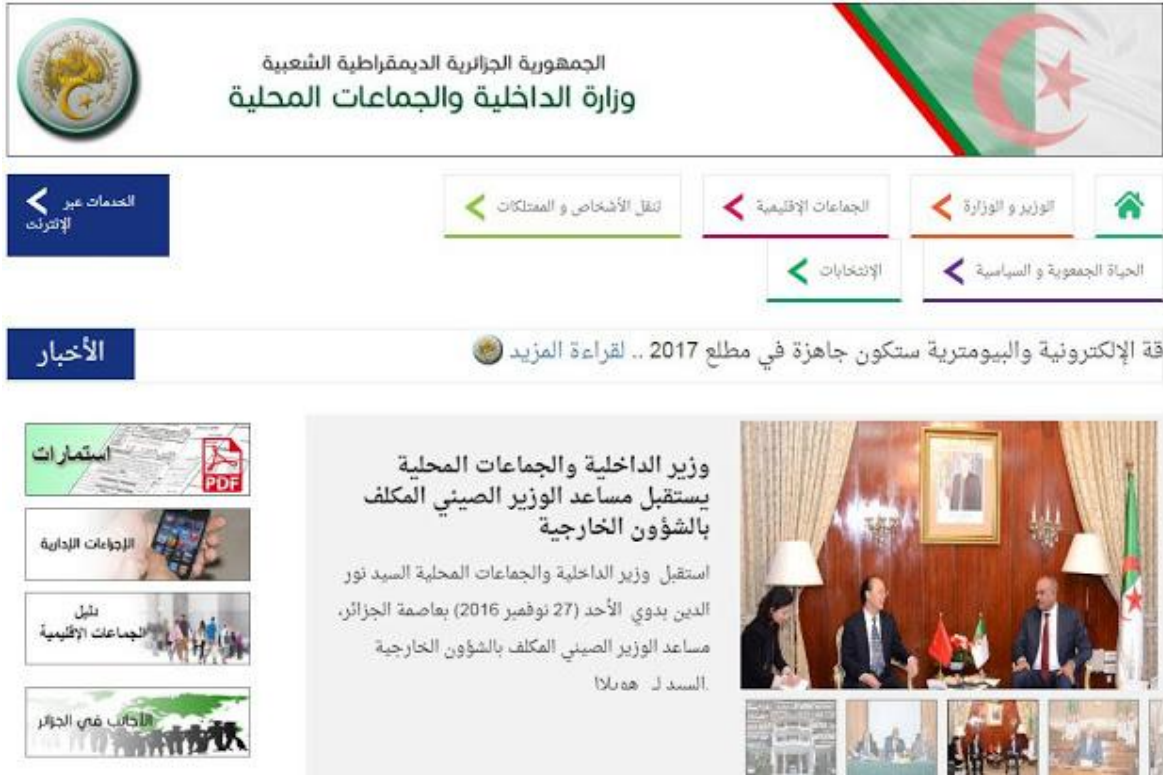 الجمهورية الجزائرية الديمقراطية الشعبية
وزارة الداخلية والجماعات المحلية
الوزير و الوزارة
الجماعات الإقليمية
تنقل الأشخاص و الممتلكات
الخدمات عبر
الإنترنت
الحياة الجمعوية و السياسية
الإنتخابات
قة الإلكترونية والبيومترية ستكون جاهزة في مطلع 2017 .. لقراءة المزيد
الأخبار
وزير الداخلية والجماعات المحلية
يستقبل مساعد الوزير الصيني المكلف
بالشؤون الخارجية
استقبل وزير الداخلية والجماعات المحلية السيد نور
الدين بدوي الأحد (27 نوفمبر 2016) بعاصمة الجزائر،
مساعد الوزير الصيني المكلف بالشؤون الخارجية
السيد لي
استمارات
PDF
الإجراءات الإدارية
دليل
الجماعات الإقليمية
الأجانب في الجزائر